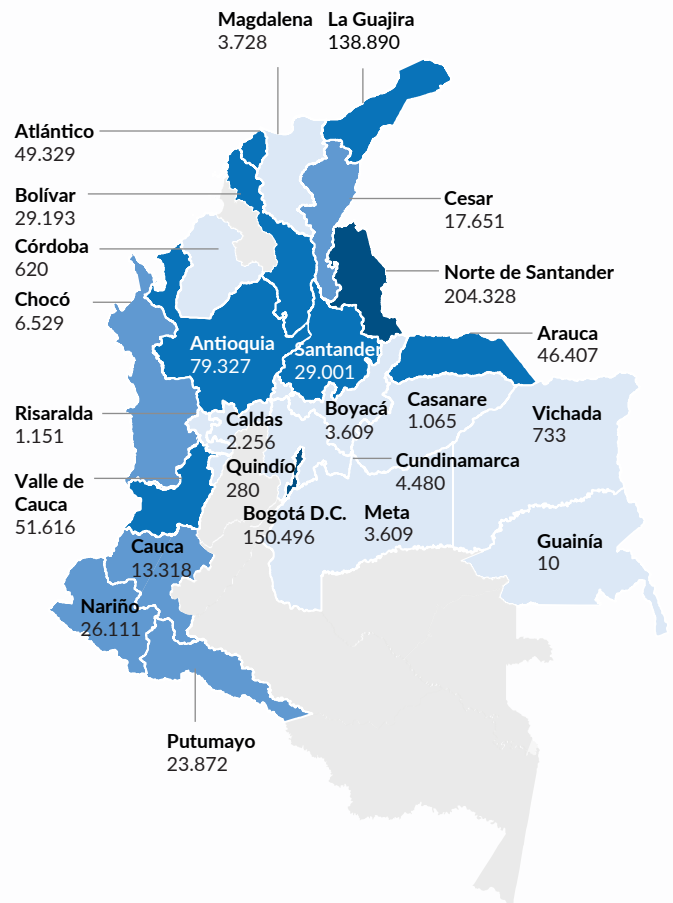 Magdalena
3.728
La Guajira
138.890
Atlántico
49.329
Bolívar
29.193
Cesar
17.651
Córdoba
620
Norte de Santander
204.328
Chocó
6.529
Arauca
46.407
Antioquia
79.327
Santander
29.001
Risaralda
1.151
Caldas
2.256
Boyacá
3.609
Casanare
1.065
Vichada
733
Valle de
Cauca
51.616
Quindío
280
Cundinamarca
4.480
Bogotá D.C.
150.496
Meta
3.609
Guainía
10
Cauca
13.318
Nariño
26.111
Putumayo
23.872